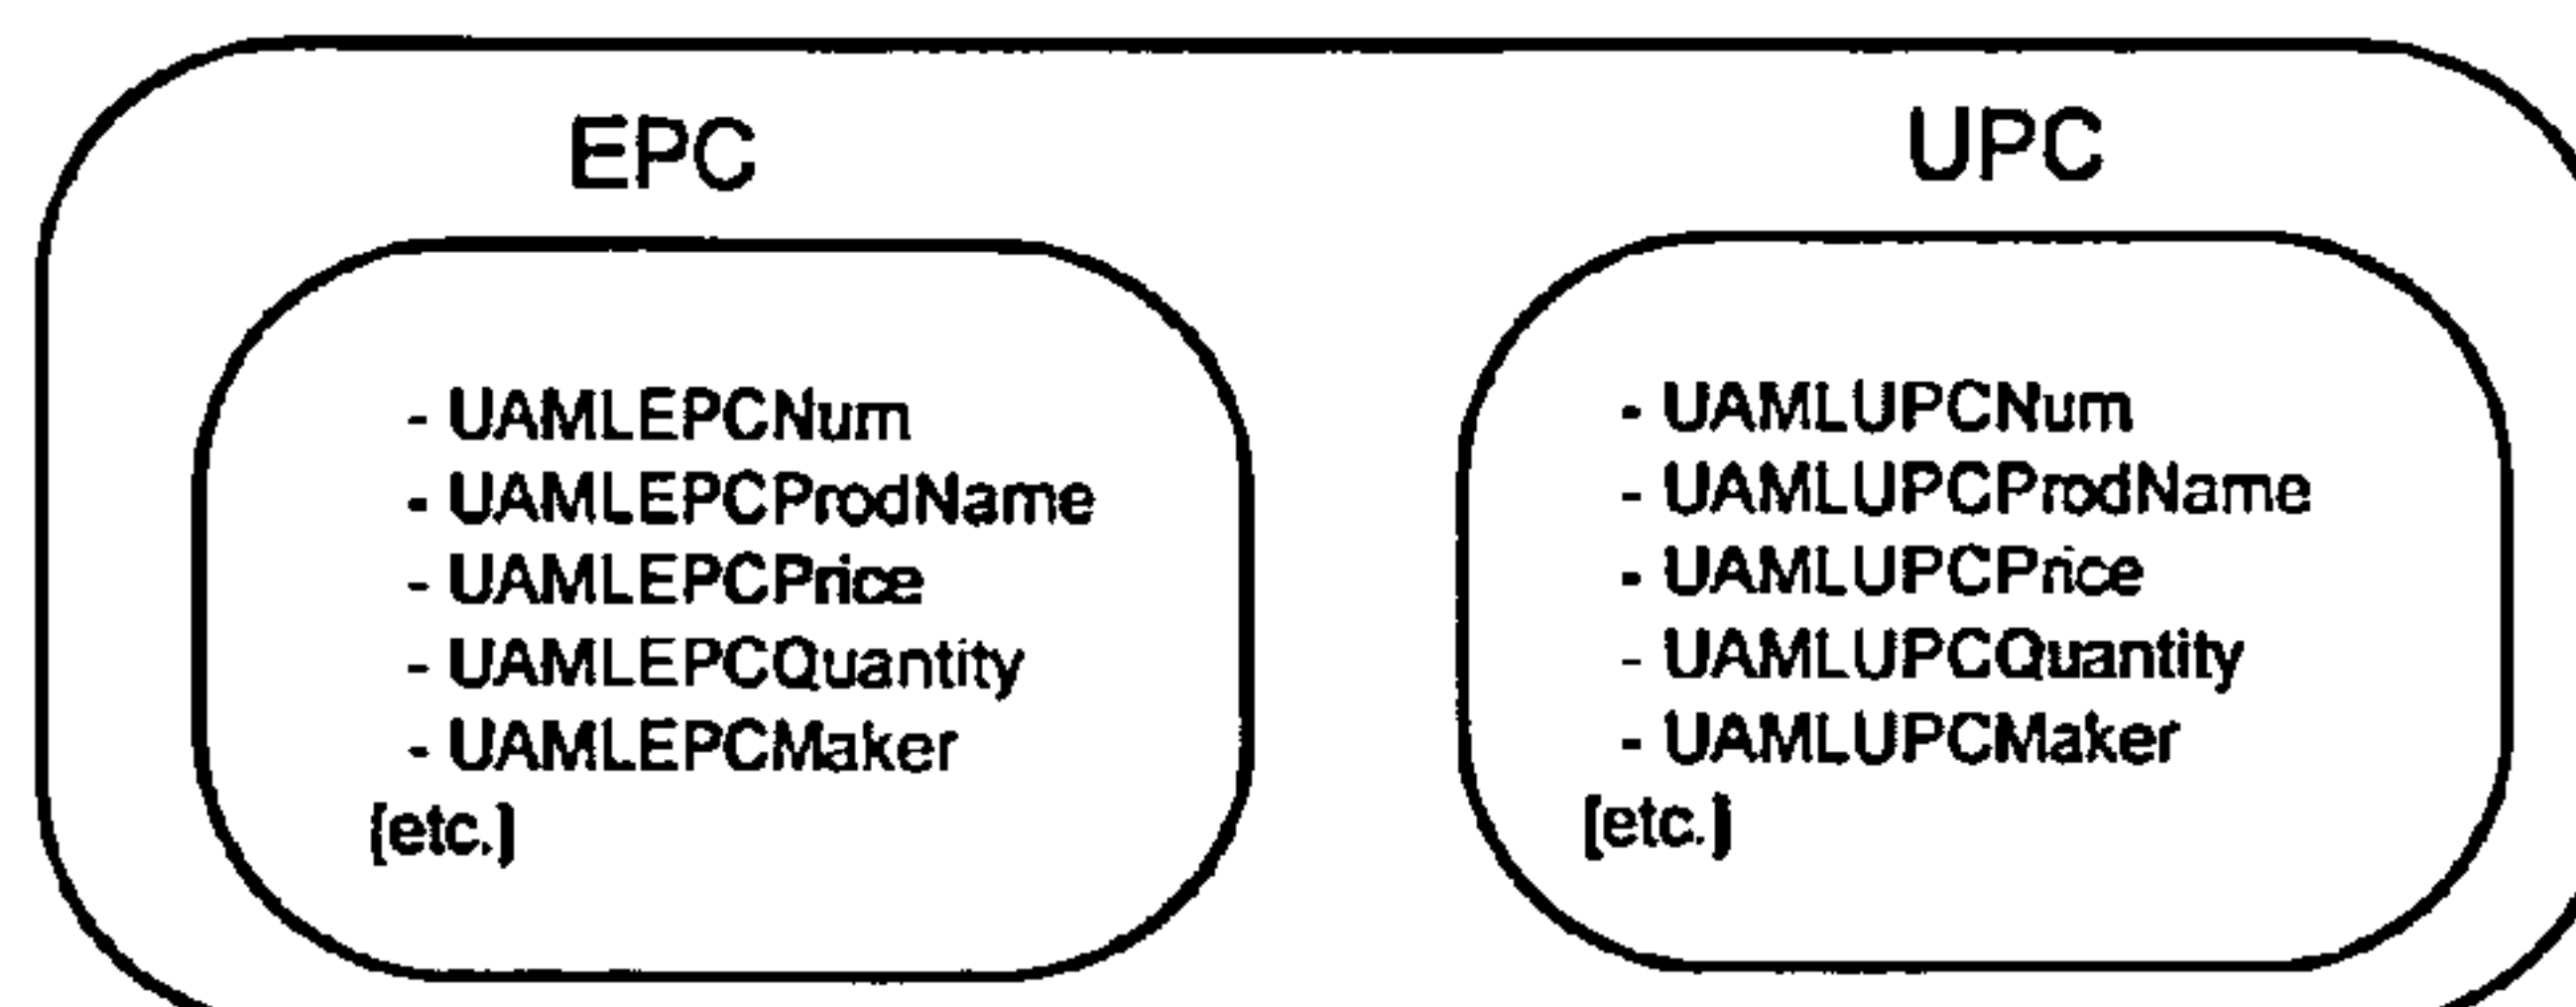 EPC
- UAMLEPCNum
- UAMLEPCProdName
- UAMLEPCPrice
- UAMLEPCQuantity
- UAMLEPCMaker
[etc.]
UPC
- UAMLUPCNum
- UAMLUPCProdName
- UAMLUPCPrice
- UAMLUPCQuantity
- UAMLUPCMaker
[etc.]